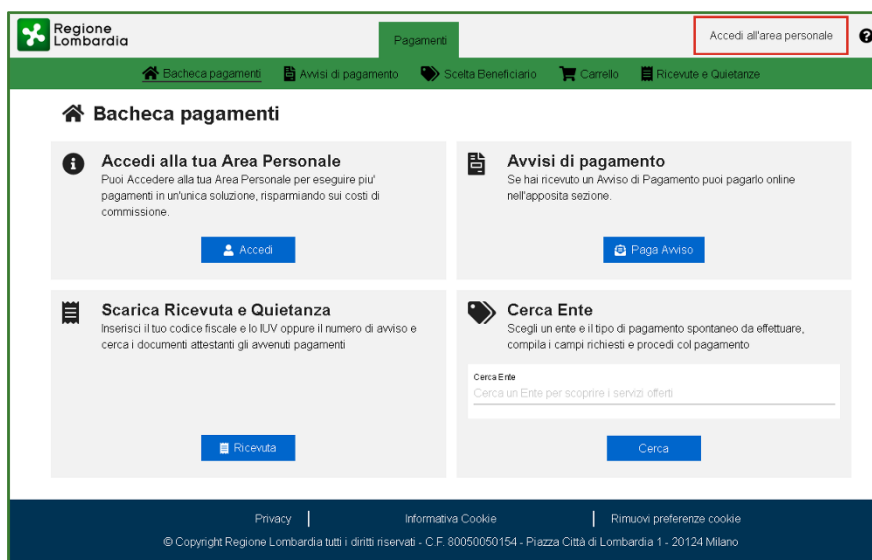 Regione
Lombardia
Pagamenti
Accedi all'area personale
?
Bacheca pagamenti Avvisi di pagamento Scelta Beneficiario Carrello Ricevute e Quietanze
Bacheca pagamenti
Accedi alla tua Area Personale
Puoi Accedere alla tua Area Personale per eseguire piu'
pagamenti in un'unica soluzione, risparmiando sui costi di
commissione.
Accedi
Avvisi di pagamento
Se hai ricevuto un Avviso di Pagamento puoi pagarlo online
nell'apposita sezione.
Paga Avviso
Scarica Ricevuta e Quietanza
Inserisci il tuo codice fiscale e lo IUV oppure il numero di avviso e
cerca i documenti attestanti gli avvenuti pagamenti
Ricevuta
Cerca Ente
Scegli un ente e il tipo di pagamento spontaneo da effettuare,
compila i campi richiesti e procedi col pagamento
Cerca Ente
Cerca un Ente per scoprire i servizi offerti
Cerca
Privacy Informativa Cookie Rimuovi preferenze cookie
© Copyright Regione Lombardia tutti i diritti riservati - C.F. 80050050154 - Piazza Città di Lombardia 1 - 20124 Milano